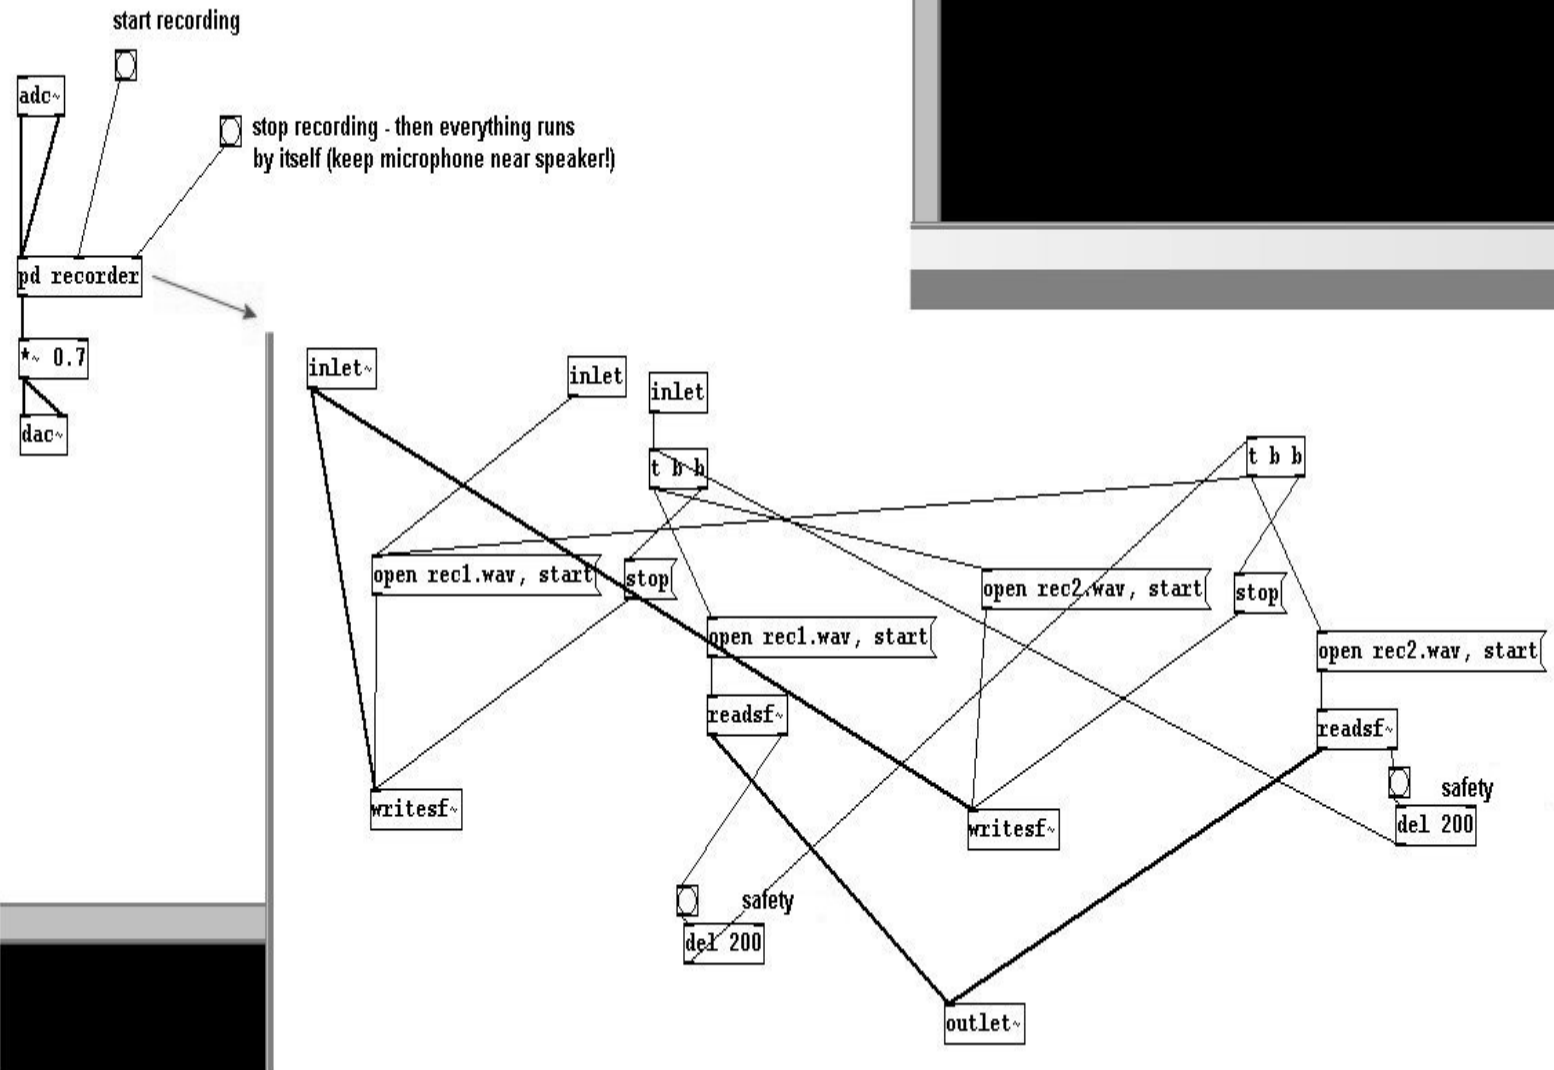 start recording
adc~
stop recording - then everything runs
by itself (keep microphone near speaker!)
pd recorder
*~ 0.7
dac~
inlet~
inlet
inlet
t b b
t b b
open rec1.wav, start
stop
open rec2.wav, start
stop
open rec1.wav, start
open rec2.wav, start
readsf~
readsf~
safety
writesf~
writesf~
del 200
safety
del 200
outlet~